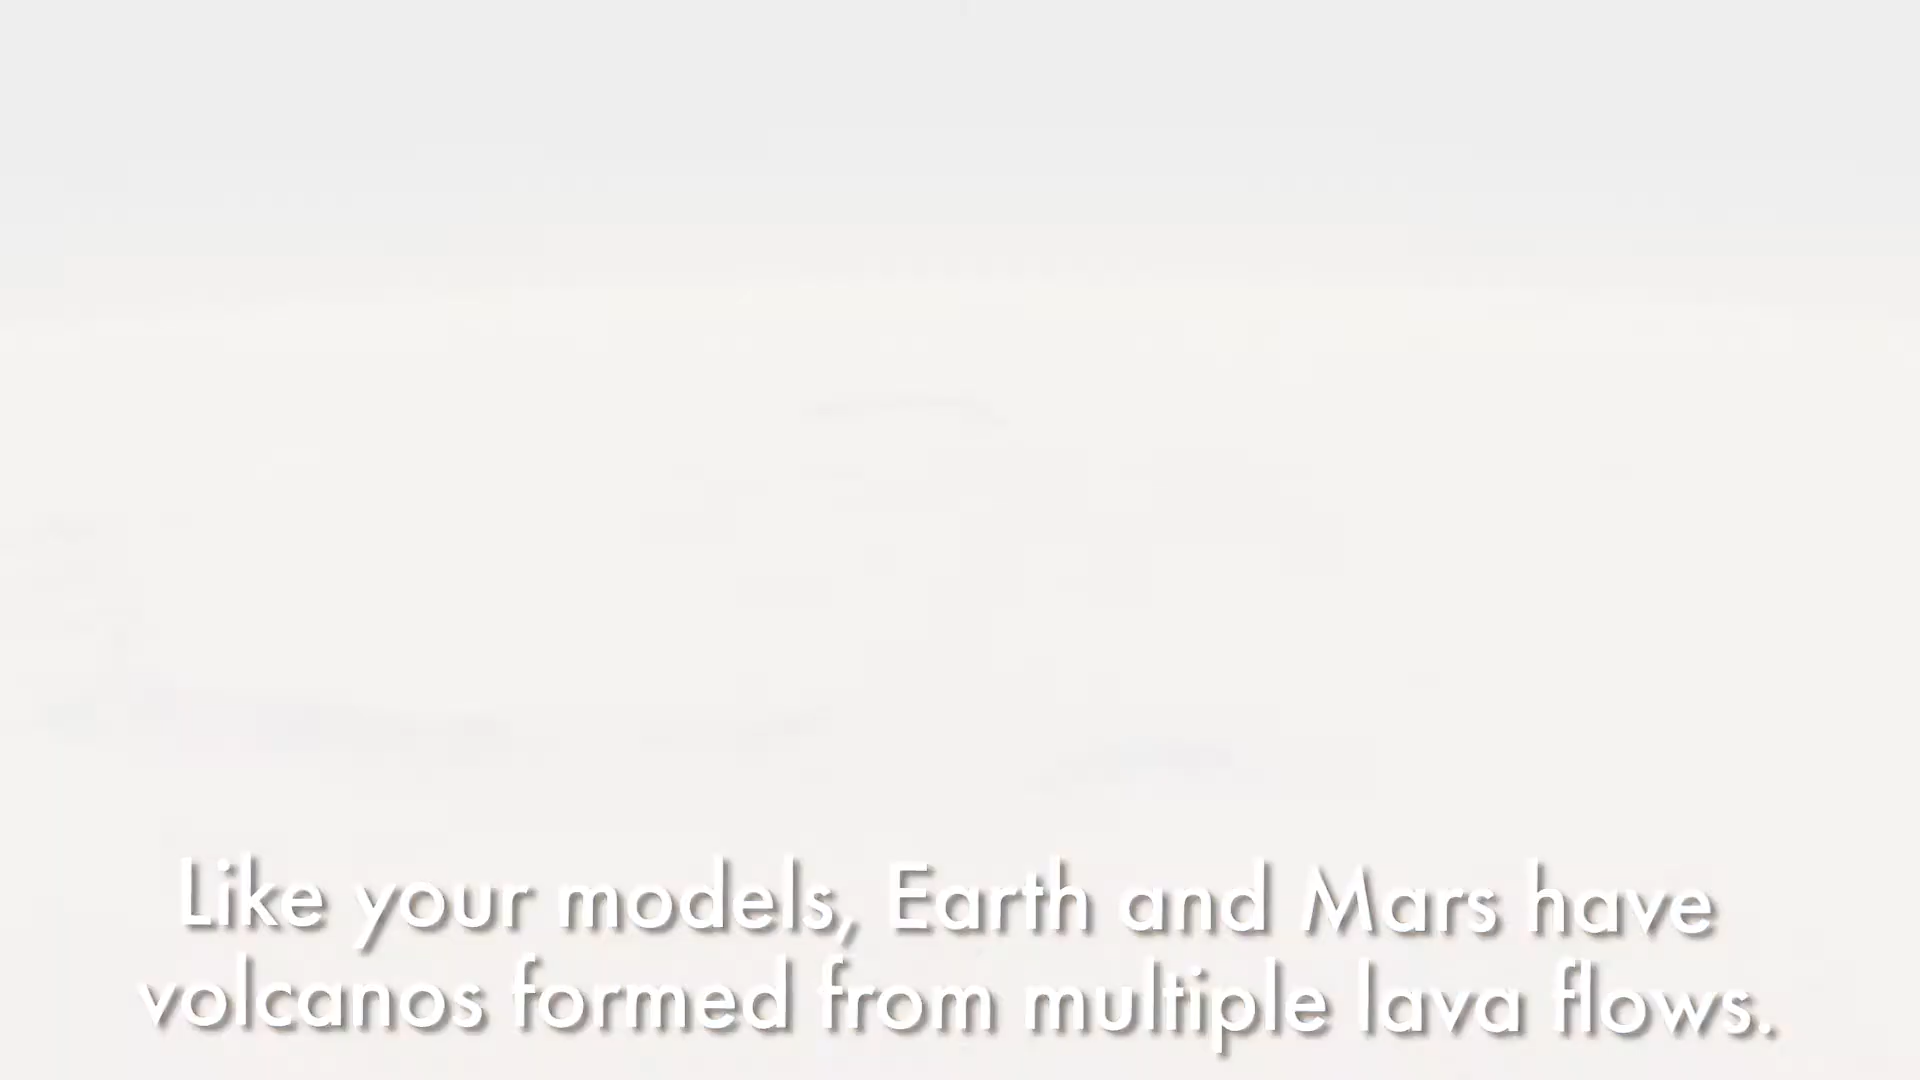 Like your models, Earth and Mars have
volcanos formed from multiple lava flows.